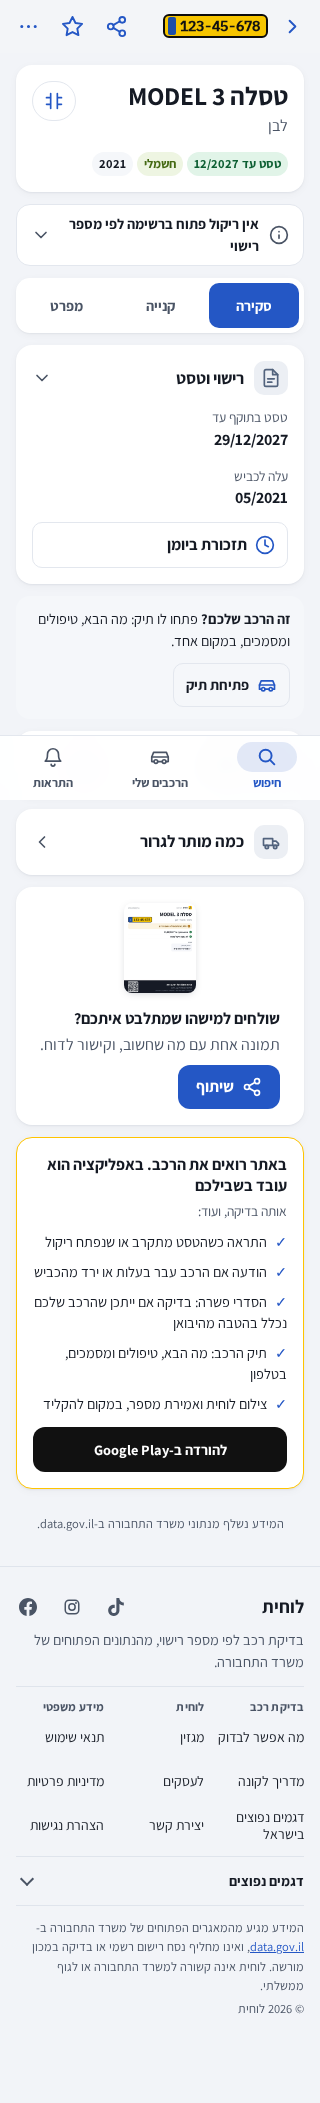 123-45-678
טסלה MODEL 3
לבן
טסט עד 12/2027
חשמלי
2021
אין ריקול פתוח ברשימה לפי מספר
רישוי
סקירה
קנייה
מפרט
רישוי וטסט
טסט בתוקף עד
29/12/2027
עלה לכביש
05/2021
תזכורת ביומן
זה הרכב שלכם? פתחו לו תיק: מה הבא, טיפולים
ומסמכים, במקום אחד.
פתיחת תיק
חיפוש
הרכבים שלי
התראות
כמה מותר לגרור
טסלה MODEL 3
שולחים למישהו שמתלבט איתכם?
תמונה אחת עם מה שחשוב, וקישור לדוח.
שיתוף
באתר רואים את הרכב. באפליקציה הוא
עובד בשבילכם
אותה בדיקה, ועוד:
✓ התראה כשהטסט מתקרב או שנפתח ריקול
✓ הודעה אם הרכב עבר בעלות או ירד מהכביש
✓ הסדרי פשרה: בדיקה אם ייתכן שהרכב שלכם
נכלל בהטבה מהיבואן
✓ תיק הרכב: מה הבא, טיפולים ומסמכים,
בטלפון
✓ צילום לוחית ואמירת מספר, במקום להקליד
להורדה ב-Google Play
המידע נשלף מנתוני משרד התחבורה ב-data.gov.il.
לוחית
בדיקת רכב לפי מספר רישוי, מהנתונים הפתוחים של
משרד התחבורה.
בדיקת רכב
לוחית
מידע משפטי
מה אפשר לבדוק
מגזין
תנאי שימוש
מדריך לקונה
לעסקים
מדיניות פרטיות
דגמים נפוצים
בישראל
יצירת קשר
הצהרת נגישות
דגמים נפוצים
המידע מגיע מהמאגרים הפתוחים של משרד התחבורה ב-
data.gov.il, ואינו מחליף נסח רישום רשמי או בדיקה במכון
מורשה. לוחית אינה קשורה למשרד התחבורה או לגוף
ממשלתי.
© 2026 לוחית